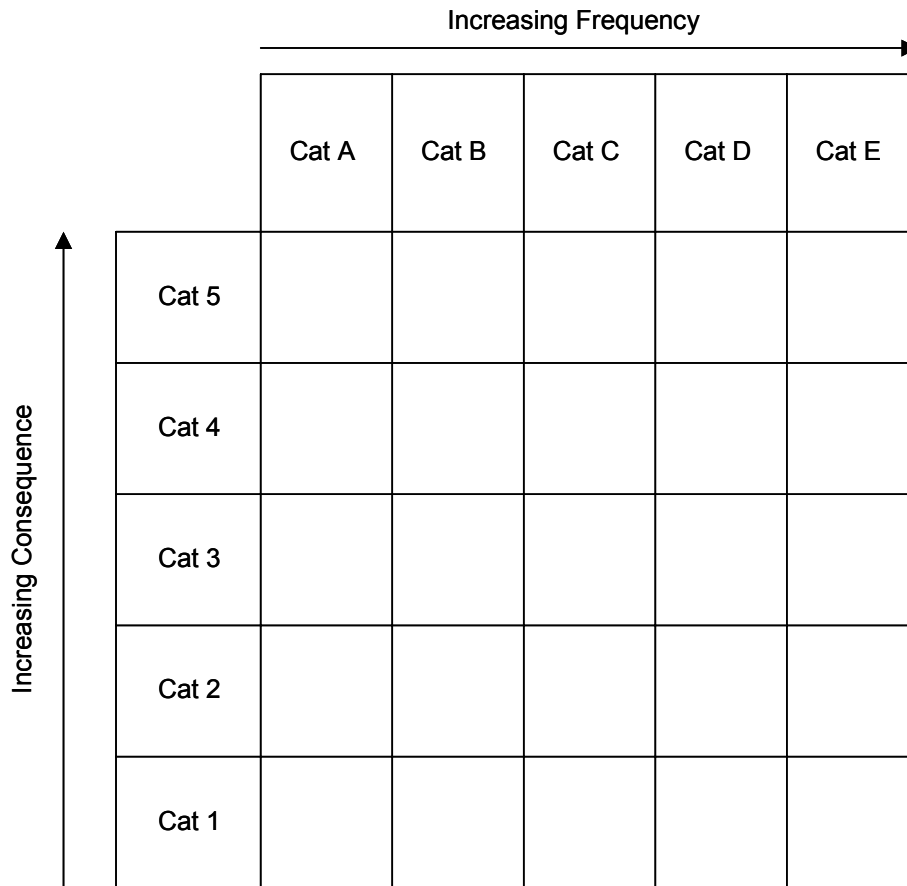 Increasing Frequency
Cat A Cat B Cat C Cat D Cat E
Increasing Consequence
Cat 5
Cat 4
Cat 3
Cat 2
Cat 1